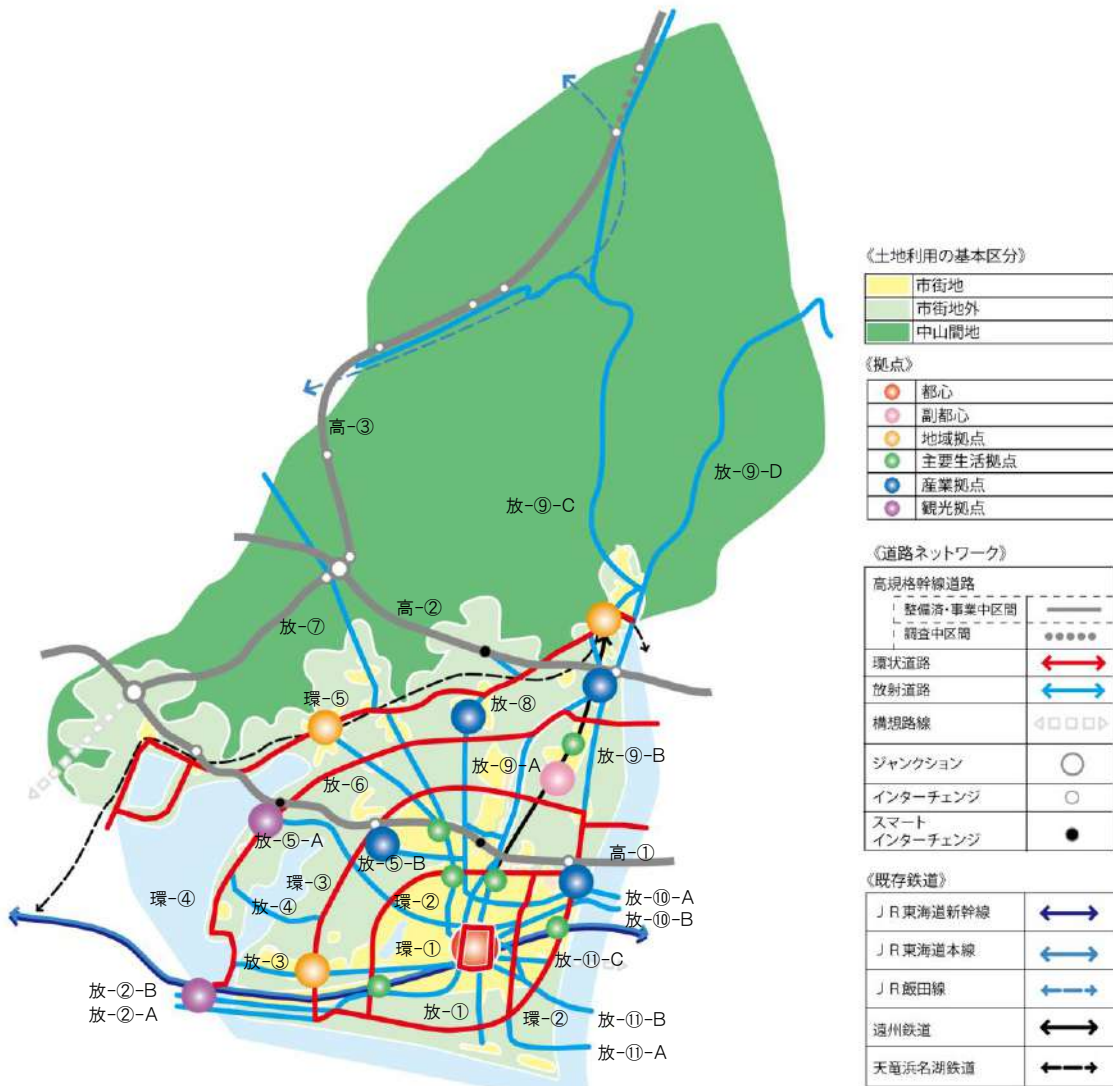 高-③
放-⑨-C
放-⑨-D
高-②
放-⑦
環-⑤
放-⑧
放-⑨-A
放-⑨-B
放-⑥
放-⑤-A
放-⑤-B
高-①
環-④
環-③
放-④
環-②
放-⑩-A
放-⑩-B
環-①
放-③
放-⑪-C
放-②-B
放-②-A
放-①
環-②
放-⑪-B
放-⑪-A
《土地利用の基本区分》
市街地
市街地外
中山間地
《拠点》
都心
副都心
地域拠点
主要生活拠点
産業拠点
観光拠点
《道路ネットワーク》
高規格幹線道路
整備済・事業中区間
調査中区間
環状道路
放射道路
構想路線
ジャンクション
インターチェンジ
スマート
インターチェンジ
《既存鉄道》
ＪＲ東海道新幹線
ＪＲ東海道本線
ＪＲ飯田線
遠州鉄道
天竜浜名湖鉄道